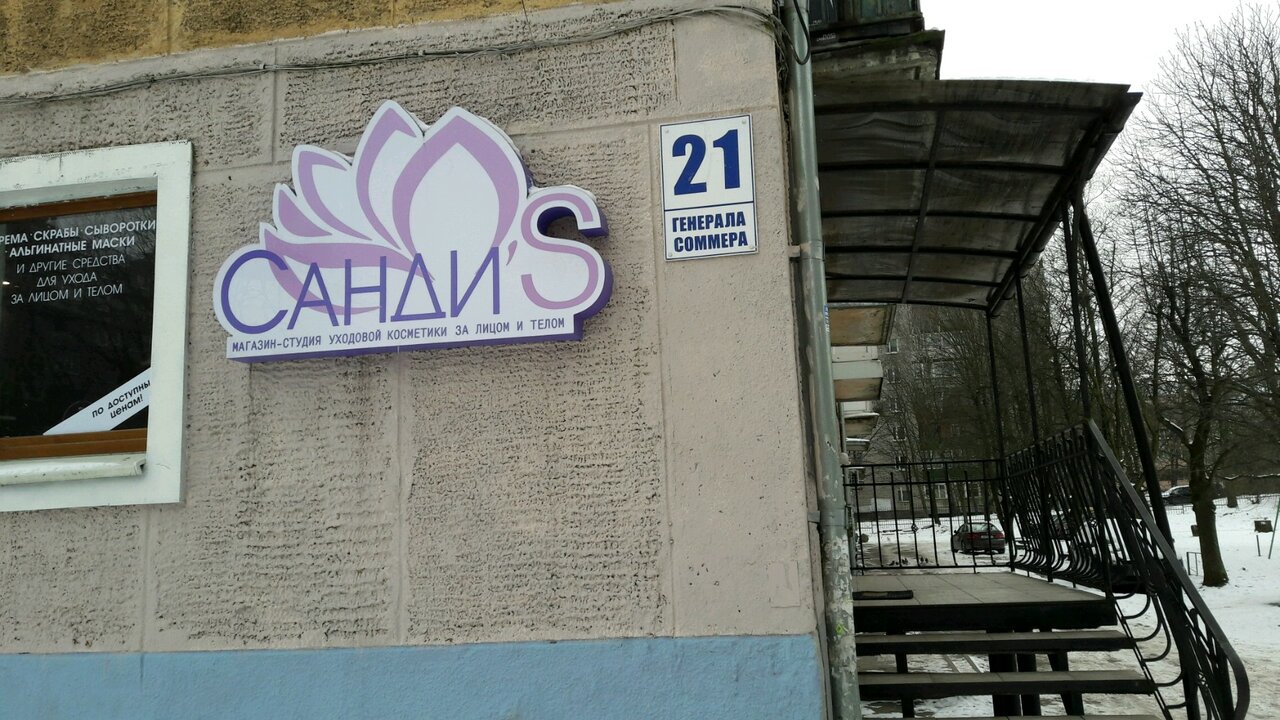 РЕМА · СКРАБЫ СЫВОРОТКИ
АЛЬГИНАТНЫЕ МАСКИ
И ДРУГИЕ СРЕДСТВА
ДЛЯ УХОДА
ЗА ЛИЦОМ И ТЕЛОМ
ПО ДОСТУПНЫ
ЦЕНАМ!
САНДИ'S
МАГАЗИН-СТУДИЯ УХОДОВОЙ КОСМЕТИКИ ЗА ЛИЦОМ И ТЕЛОМ
21
ГЕНЕРАЛА
СОММЕРА